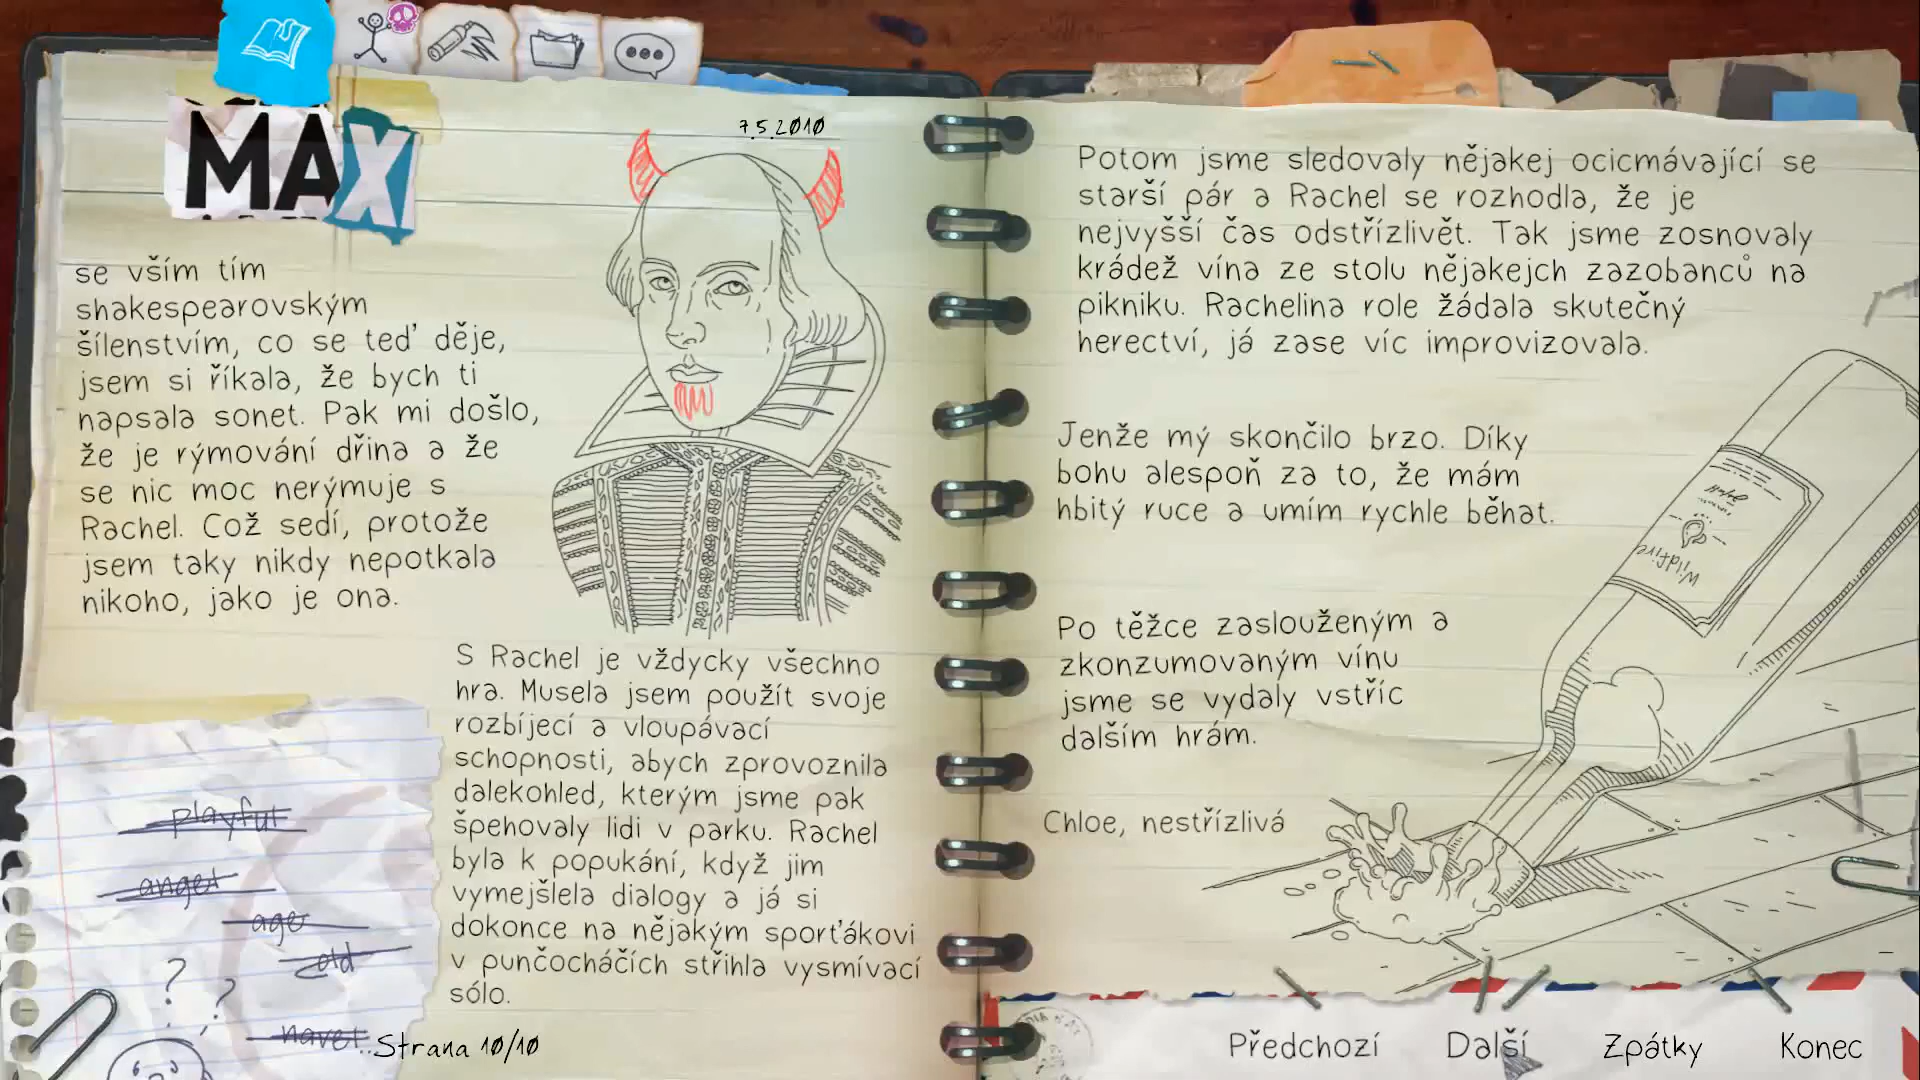 MAX
7.5.2010
se vším tím
shakespearovským
šílenstvím, co se teď děje,
jsem si říkala, že bych ti
napsala sonet. Pak mi došlo,
že je rýmování dřina a že
se nic moc nerýmuje s
Rachel. Což sedí, protože
jsem taky nikdy nepotkala
nikoho, jako je ona.
S Rachel je vždycky všechno
hra. Musela jsem použít svoje
rozbíjecí a vloupávací
schopnosti, abych zprovoznila
dalekohled, kterým jsme pak
špehovaly lidi v parku. Rachel
byla k popukání, když jim
vymejšlela dialogy a já si
dokonce na nějakým sporťákovi
v punčocháčích střihla vysmívací
sólo.
playful
anger
age
old
? ?
Strana 10/10
Potom jsme sledovaly nějakej ocicmávající se
starší pár a Rachel se rozhodla, že je
nejvyšší čas odstřízlivět. Tak jsme zosnovaly
krádež vína ze stolu nějakejch zazobanců na
pikniku. Rachelina role žádala skutečný
herectví, já zase víc improvizovala.
Jenže mý skončilo brzo. Díky
bohu alespoň za to, že mám
hbitý ruce a umím rychle běhat.
Wildfire
Po těžce zaslouženým a
zkonzumovaným vínu
jsme se vydaly vstříc
dalším hrám.
Chloe, nestřízlivá
Předchozí Další Zpátky Konec